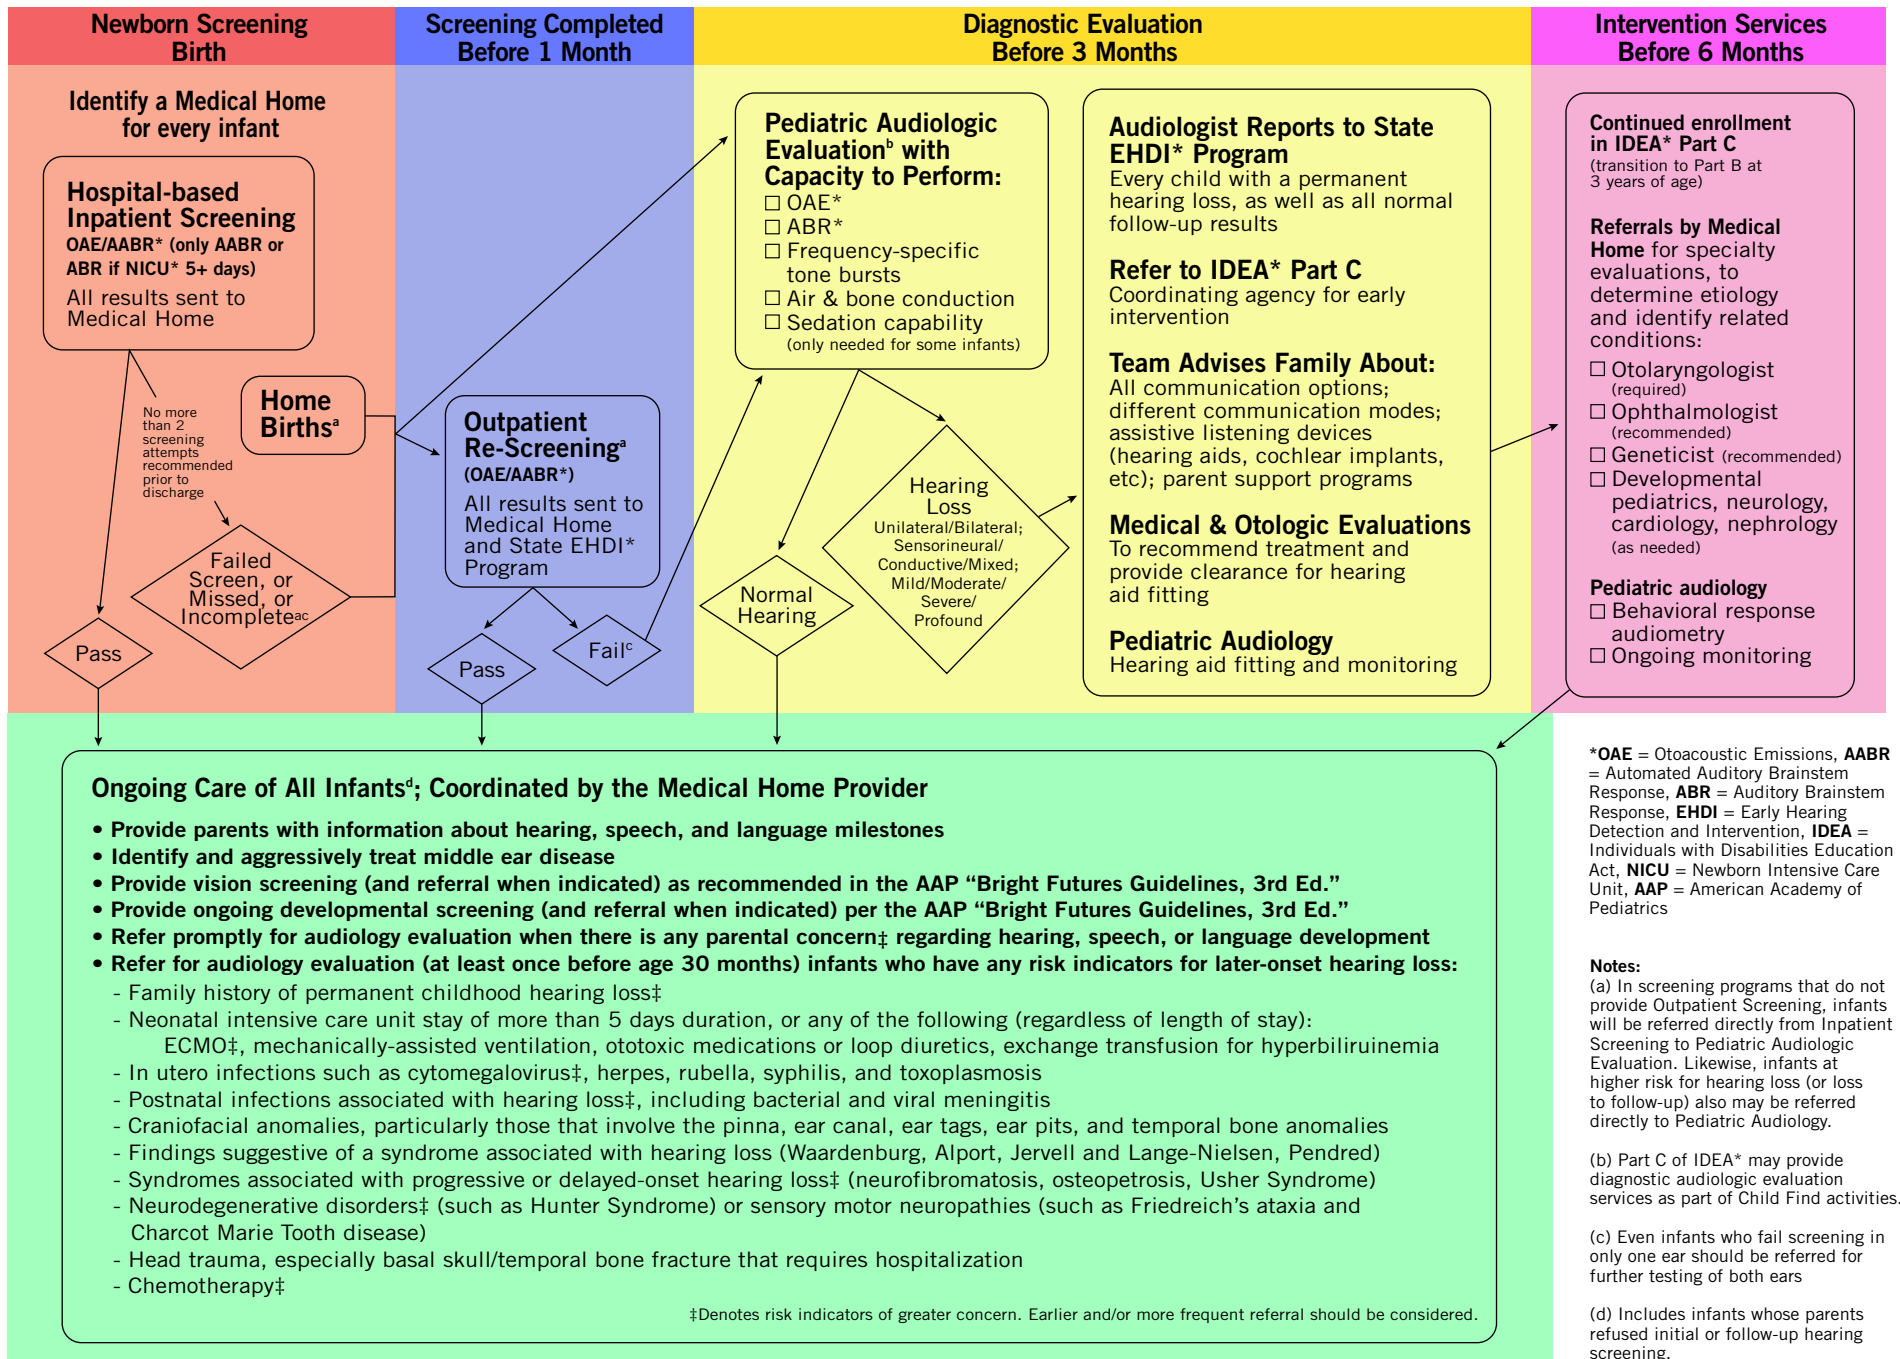 Newborn Screening
Birth
Screening Completed
Before 1 Month
Diagnostic Evaluation
Before 3 Months
Intervention Services
Before 6 Months
Identify a Medical Home
for every infant
Hospital-based
Inpatient Screening
OAE/AABR* (only AABR or
ABR if NICU* 5+ days)
All results sent to
Medical Home
No more
than 2
screening
attempts
recommended
prior to
discharge
Home
Birthsᵃ
Failed
Screen, or
Missed, or
Incompleteᵃᶜ
Pass
Outpatient
Re-Screeningᵃ
(OAE/AABR*)
All results sent to
Medical Home
and State EHDI*
Program
Pass
Failᶜ
Pediatric Audiologic
Evaluationᵇ with
Capacity to Perform:
☐ OAE*
☐ ABR*
☐ Frequency-specific
tone bursts
☐ Air & bone conduction
☐ Sedation capability
(only needed for some infants)
Normal
Hearing
Hearing
Loss
Unilateral/Bilateral;
Sensorineural/
Conductive/Mixed;
Mild/Moderate/
Severe/
Profound
Audiologist Reports to State
EHDI* Program
Every child with a permanent
hearing loss, as well as all normal
follow-up results
Refer to IDEA* Part C
Coordinating agency for early
intervention
Team Advises Family About:
All communication options;
different communication modes;
assistive listening devices
(hearing aids, cochlear implants,
etc); parent support programs
Medical & Otologic Evaluations
To recommend treatment and
provide clearance for hearing
aid fitting
Pediatric Audiology
Hearing aid fitting and monitoring
Continued enrollment
in IDEA* Part C
(transition to Part B at
3 years of age)
Referrals by Medical
Home for specialty
evaluations, to
determine etiology
and identify related
conditions:
☐ Otolaryngologist
(required)
☐ Ophthalmologist
(recommended)
☐ Geneticist (recommended)
☐ Developmental
pediatrics, neurology,
cardiology, nephrology
(as needed)
Pediatric audiology
☐ Behavioral response
audiometry
☐ Ongoing monitoring
Ongoing Care of All Infantsᵈ; Coordinated by the Medical Home Provider
• Provide parents with information about hearing, speech, and language milestones
• Identify and aggressively treat middle ear disease
• Provide vision screening (and referral when indicated) as recommended in the AAP “Bright Futures Guidelines, 3rd Ed.”
• Provide ongoing developmental screening (and referral when indicated) per the AAP “Bright Futures Guidelines, 3rd Ed.”
• Refer promptly for audiology evaluation when there is any parental concern‡ regarding hearing, speech, or language development
• Refer for audiology evaluation (at least once before age 30 months) infants who have any risk indicators for later-onset hearing loss:
- Family history of permanent childhood hearing loss‡
- Neonatal intensive care unit stay of more than 5 days duration, or any of the following (regardless of length of stay):
ECMO‡, mechanically-assisted ventilation, ototoxic medications or loop diuretics, exchange transfusion for hyperbiliruinemia
- In utero infections such as cytomegalovirus‡, herpes, rubella, syphilis, and toxoplasmosis
- Postnatal infections associated with hearing loss‡, including bacterial and viral meningitis
- Craniofacial anomalies, particularly those that involve the pinna, ear canal, ear tags, ear pits, and temporal bone anomalies
- Findings suggestive of a syndrome associated with hearing loss (Waardenburg, Alport, Jervell and Lange-Nielsen, Pendred)
- Syndromes associated with progressive or delayed-onset hearing loss‡ (neurofibromatosis, osteopetrosis, Usher Syndrome)
- Neurodegenerative disorders‡ (such as Hunter Syndrome) or sensory motor neuropathies (such as Friedreich’s ataxia and
Charcot Marie Tooth disease)
- Head trauma, especially basal skull/temporal bone fracture that requires hospitalization
- Chemotherapy‡
‡Denotes risk indicators of greater concern. Earlier and/or more frequent referral should be considered.
*OAE = Otoacoustic Emissions, AABR
= Automated Auditory Brainstem
Response, ABR = Auditory Brainstem
Response, EHDI = Early Hearing
Detection and Intervention, IDEA =
Individuals with Disabilities Education
Act, NICU = Newborn Intensive Care
Unit, AAP = American Academy of
Pediatrics
Notes:
(a) In screening programs that do not
provide Outpatient Screening, infants
will be referred directly from Inpatient
Screening to Pediatric Audiologic
Evaluation. Likewise, infants at
higher risk for hearing loss (or loss
to follow-up) also may be referred
directly to Pediatric Audiology.
(b) Part C of IDEA* may provide
diagnostic audiologic evaluation
services as part of Child Find activities.
(c) Even infants who fail screening in
only one ear should be referred for
further testing of both ears
(d) Includes infants whose parents
refused initial or follow-up hearing
screening.